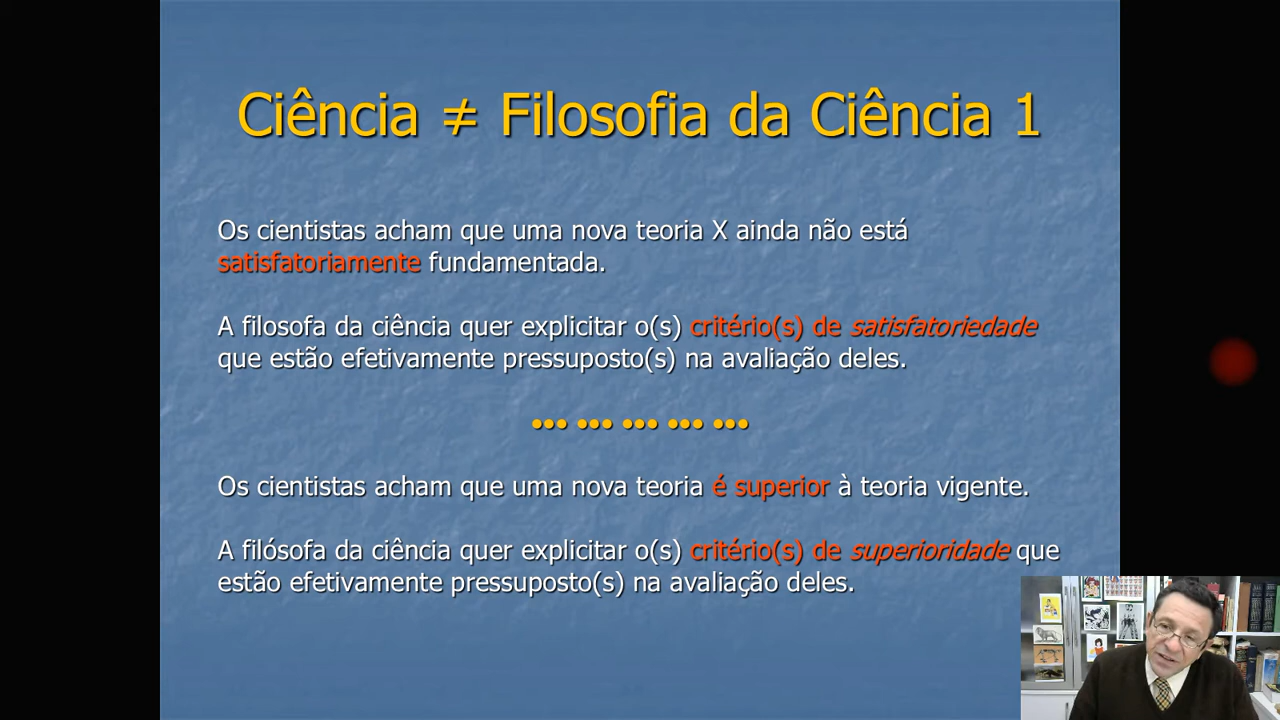 Ciência ≠ Filosofia da Ciência 1
Os cientistas acham que uma nova teoria X ainda não está
satisfatoriamente fundamentada.
A filosofa da ciência quer explicitar o(s) critério(s) de satisfatoriedade
que estão efetivamente pressuposto(s) na avaliação deles.
••• ••• ••• ••• •••
Os cientistas acham que uma nova teoria é superior à teoria vigente.
A filósofa da ciência quer explicitar o(s) critério(s) de superioridade que
estão efetivamente pressuposto(s) na avaliação deles.